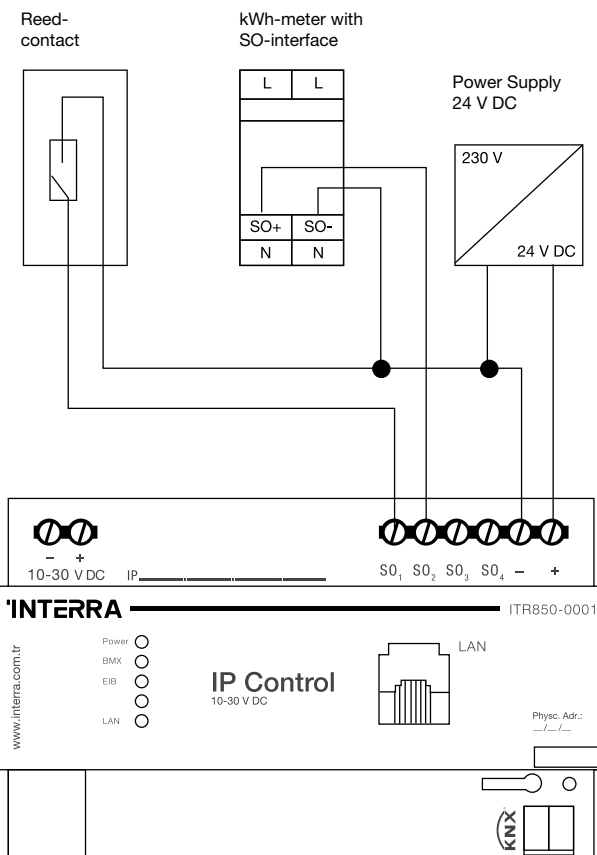 Reed-
contact
kWh-meter with
SO-interface
Power Supply
24 V DC
L L
230 V
24 V DC
SO+ SO-
N N
- +
10-30 V DC IP
S0₁ S0₂ S0₃ S0₄ - +
INTERRA
ITR850-0001
www.interra.com.tr
Power
BMX
EIB
LAN
IP Control
10-30 V DC
LAN
Physc. Adr.:
__/__/__
KNX